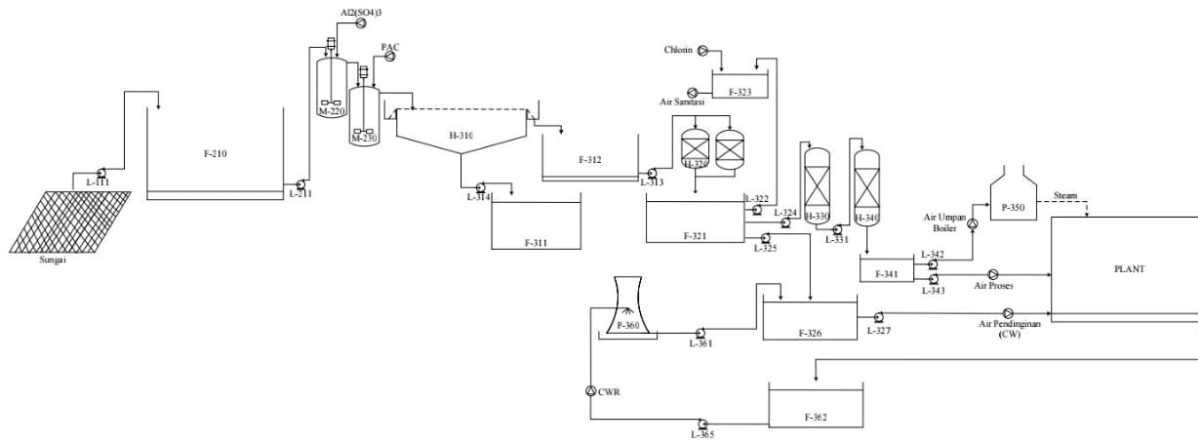 Al2(SO4)3
PAC
M-220
M-230
Chlorin
F-323
Air Sanitasi
F-210
H-310
F-312
H-320
L-111
L-211
L-313
L-314
F-311
Sungai
F-321
L-322
L-324
L-325
H-330
L-331
H-340
P-350
Steam
Air Umpan
Boiler
F-341
L-342
L-343
Air Proses
PLANT
P-360
L-361
F-326
L-327
Air Pendinginan
(CW)
CWR
L-365
F-362